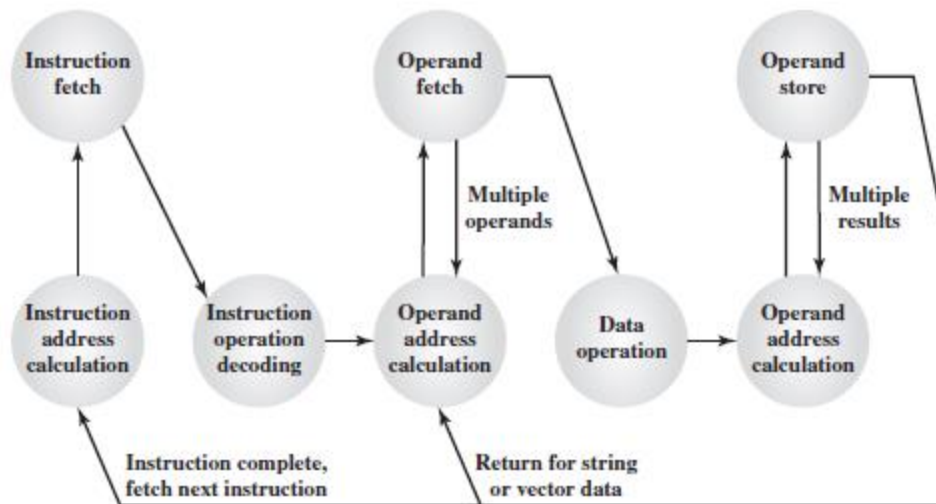 Instruction
fetch
Operand
fetch
Operand
store
Multiple
operands
Multiple
results
Instruction
address
calculation
Instruction
operation
decoding
Operand
address
calculation
Data
operation
Operand
address
calculation
Instruction complete,
fetch next instruction
Return for string
or vector data